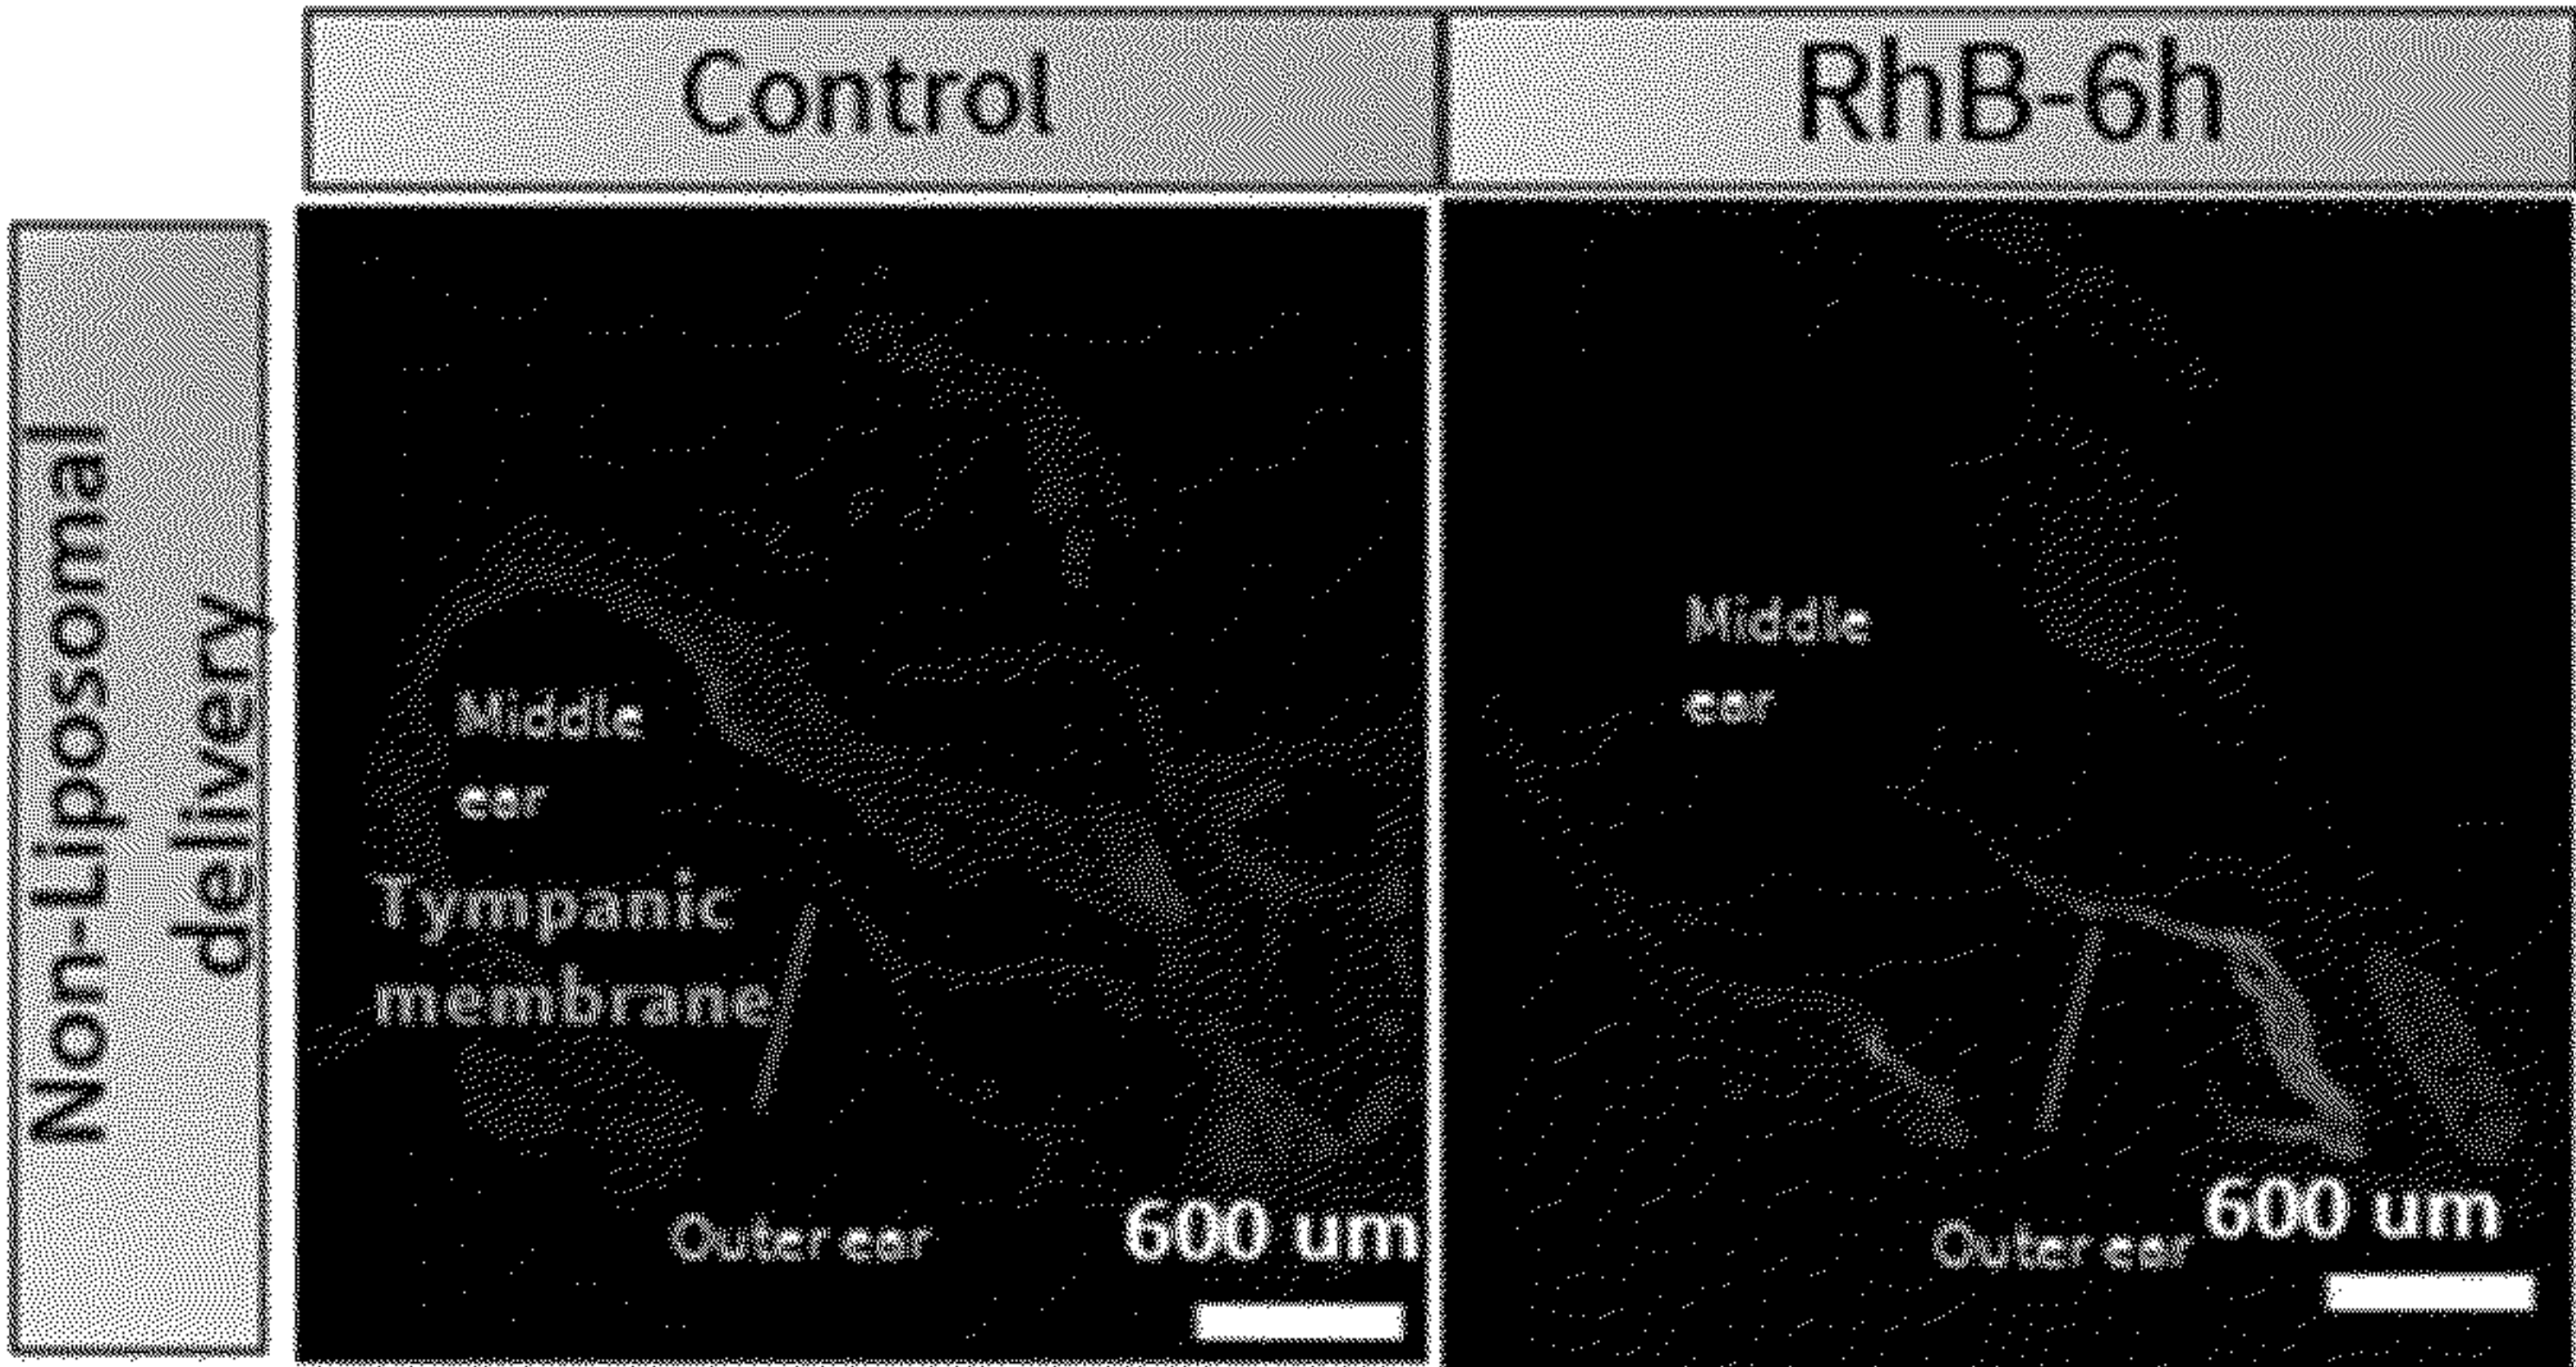 Control
RhB-6h
Non-Liposomal
delivery
Middle
ear
Tympanic
membrane
Outer ear
600 um
Middle
ear
Outer ear
600 um